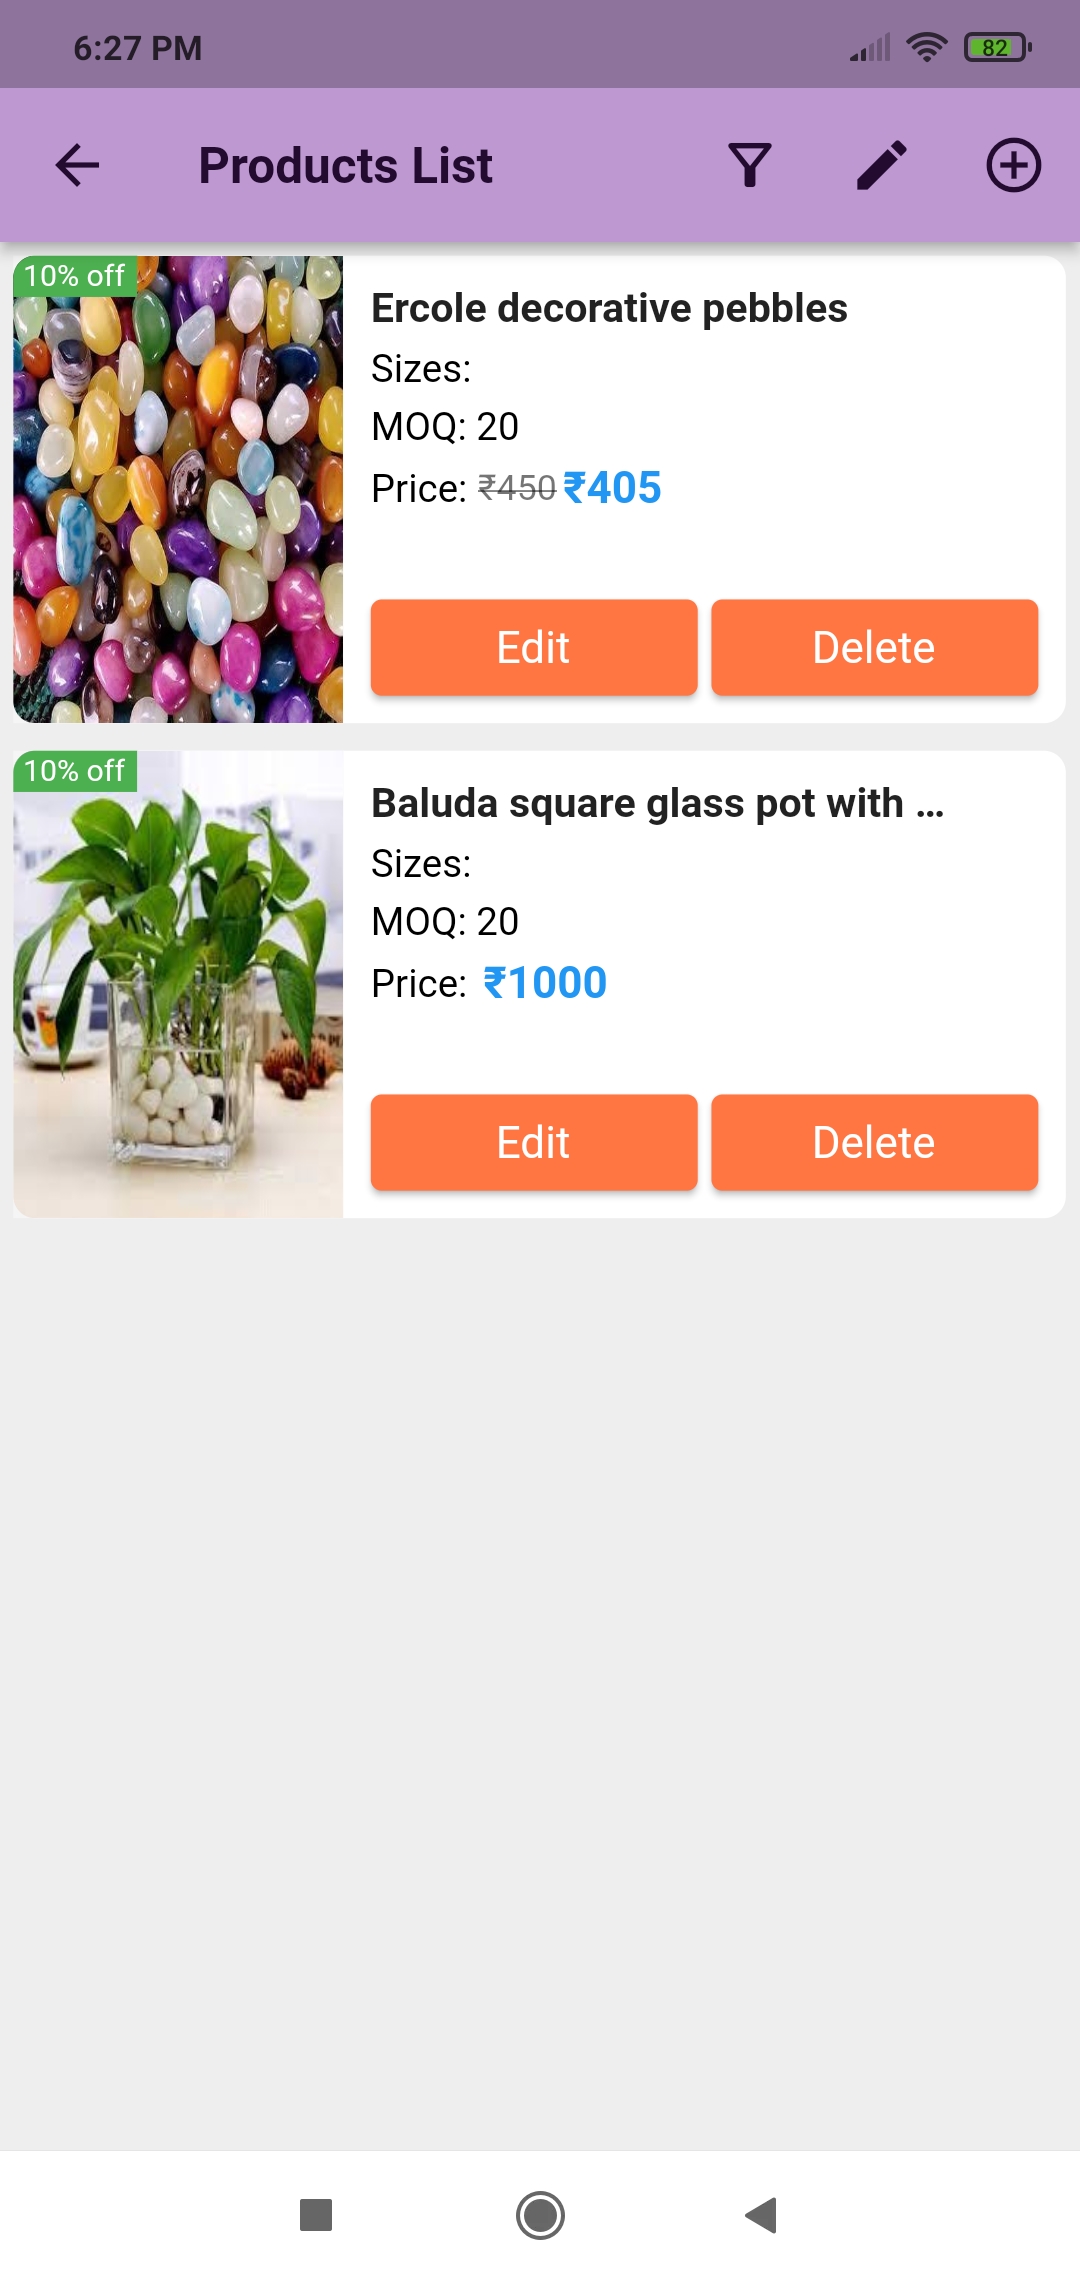 6:27 PM
82
Products List
10% off
Ercole decorative pebbles
Sizes:
MOQ: 20
Price: ₹450 ₹405
Edit Delete
10% off
Baluda square glass pot with ...
Sizes:
MOQ: 20
Price: ₹1000
Edit Delete